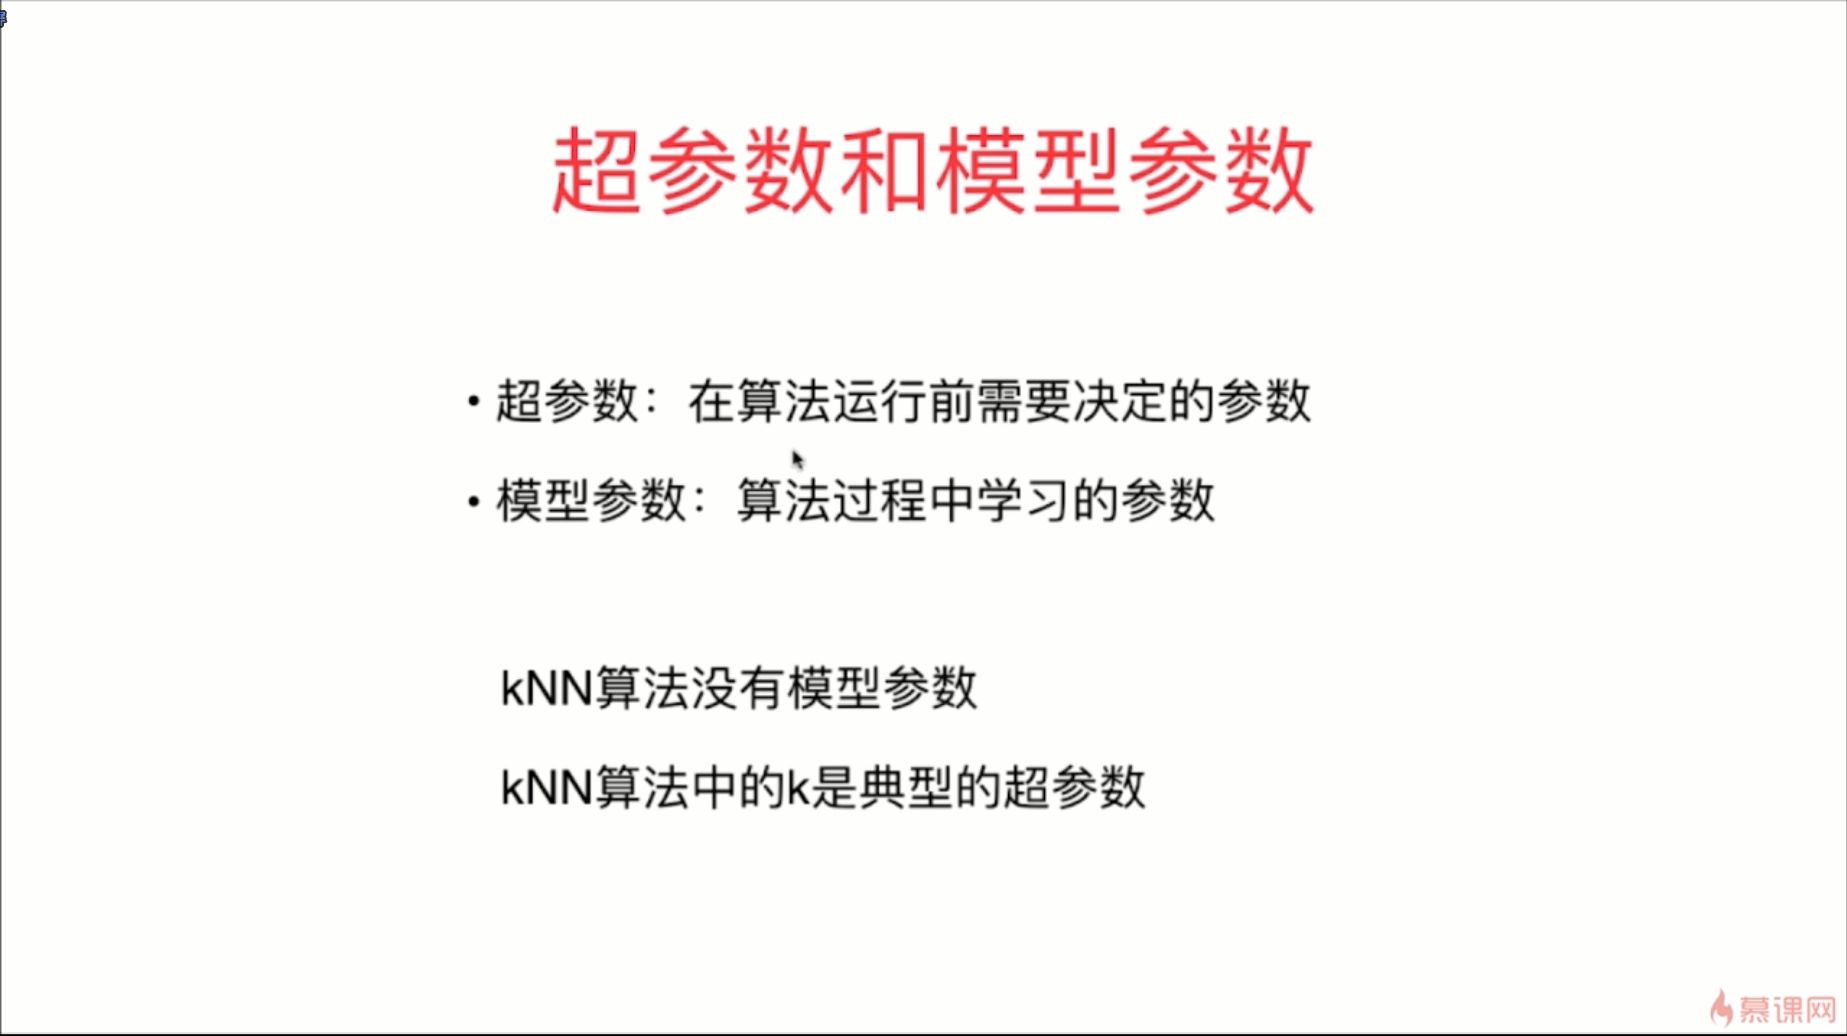 超参数和模型参数
• 超参数：在算法运行前需要决定的参数
• 模型参数：算法过程中学习的参数
kNN算法没有模型参数
kNN算法中的k是典型的超参数
慕课网